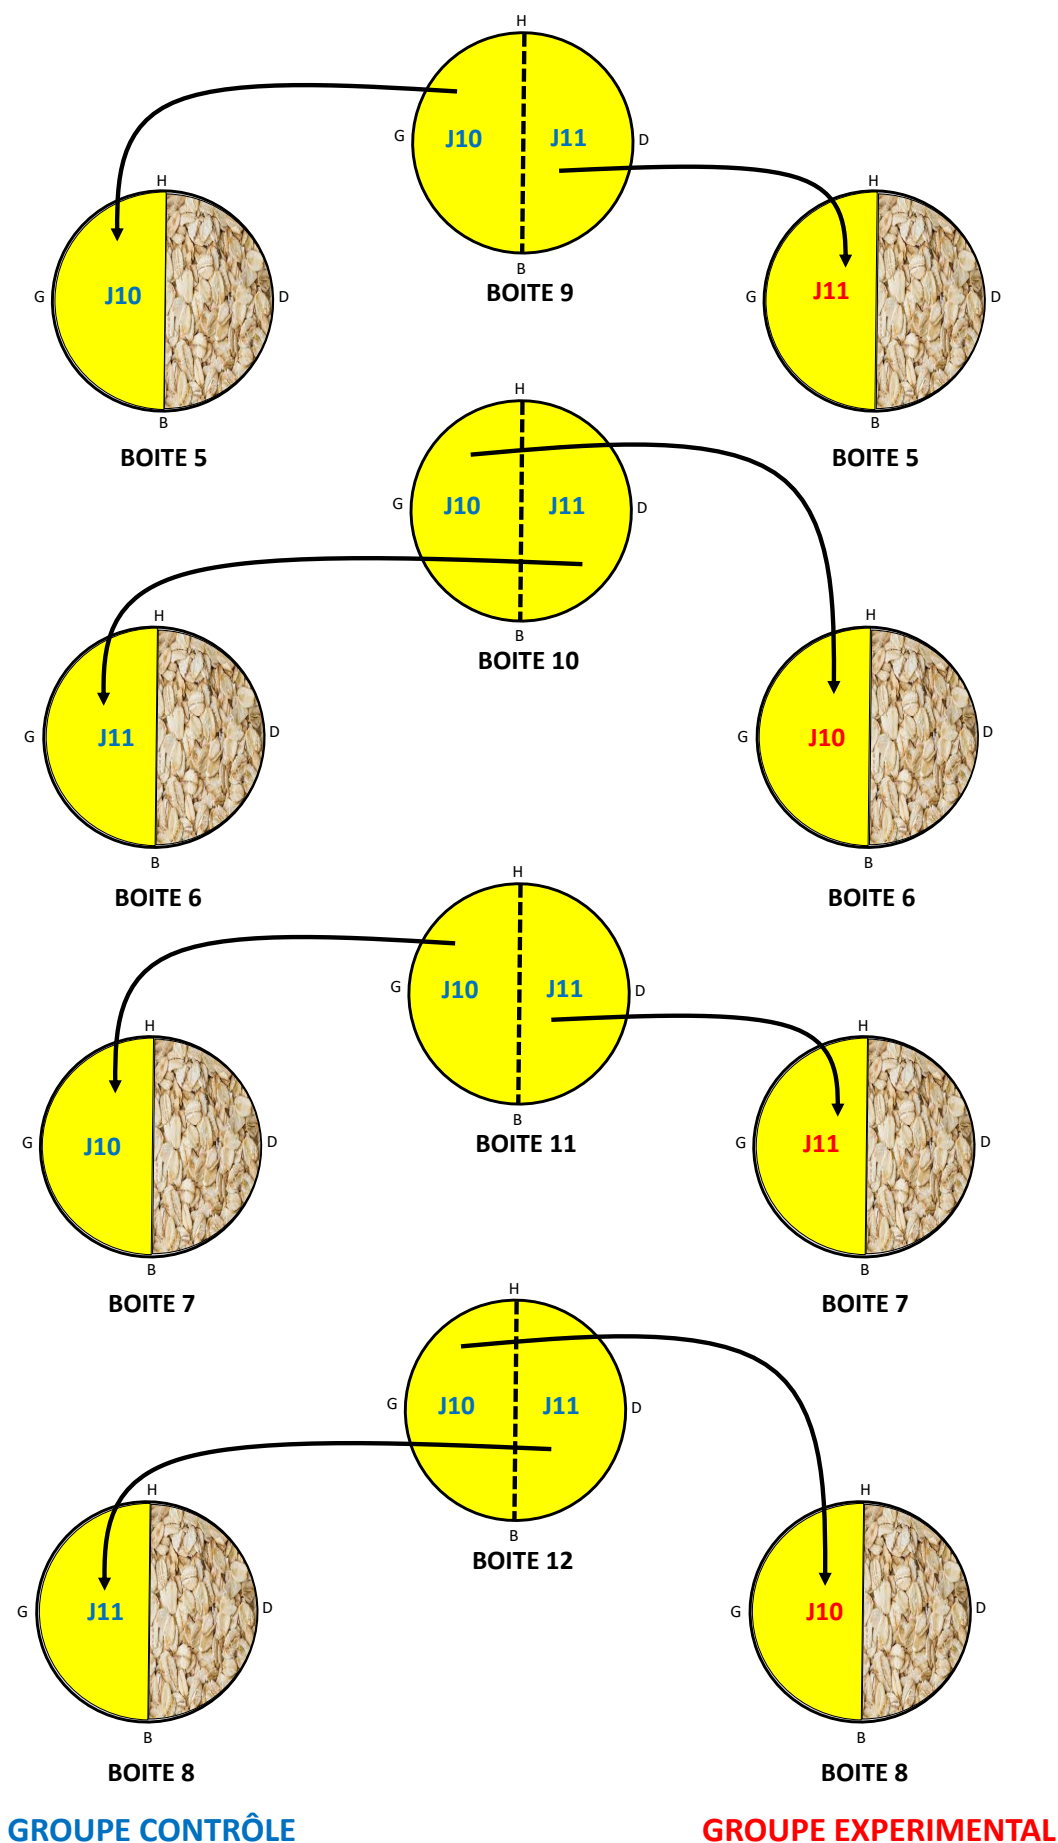 H
G
J10
J11
D
B
BOITE 9
H
G
J10
D
B
BOITE 5
H
G
J11
D
B
BOITE 5
H
G
J10
J11
D
B
BOITE 10
H
G
J11
D
B
BOITE 6
H
G
J10
D
B
BOITE 6
H
G
J10
J11
D
B
BOITE 11
H
G
J10
D
B
BOITE 7
H
G
J11
D
B
BOITE 7
H
G
J10
J11
D
B
BOITE 12
H
G
J11
D
B
BOITE 8
H
G
J10
D
B
BOITE 8
GROUPE CONTRÔLE
GROUPE EXPERIMENTAL